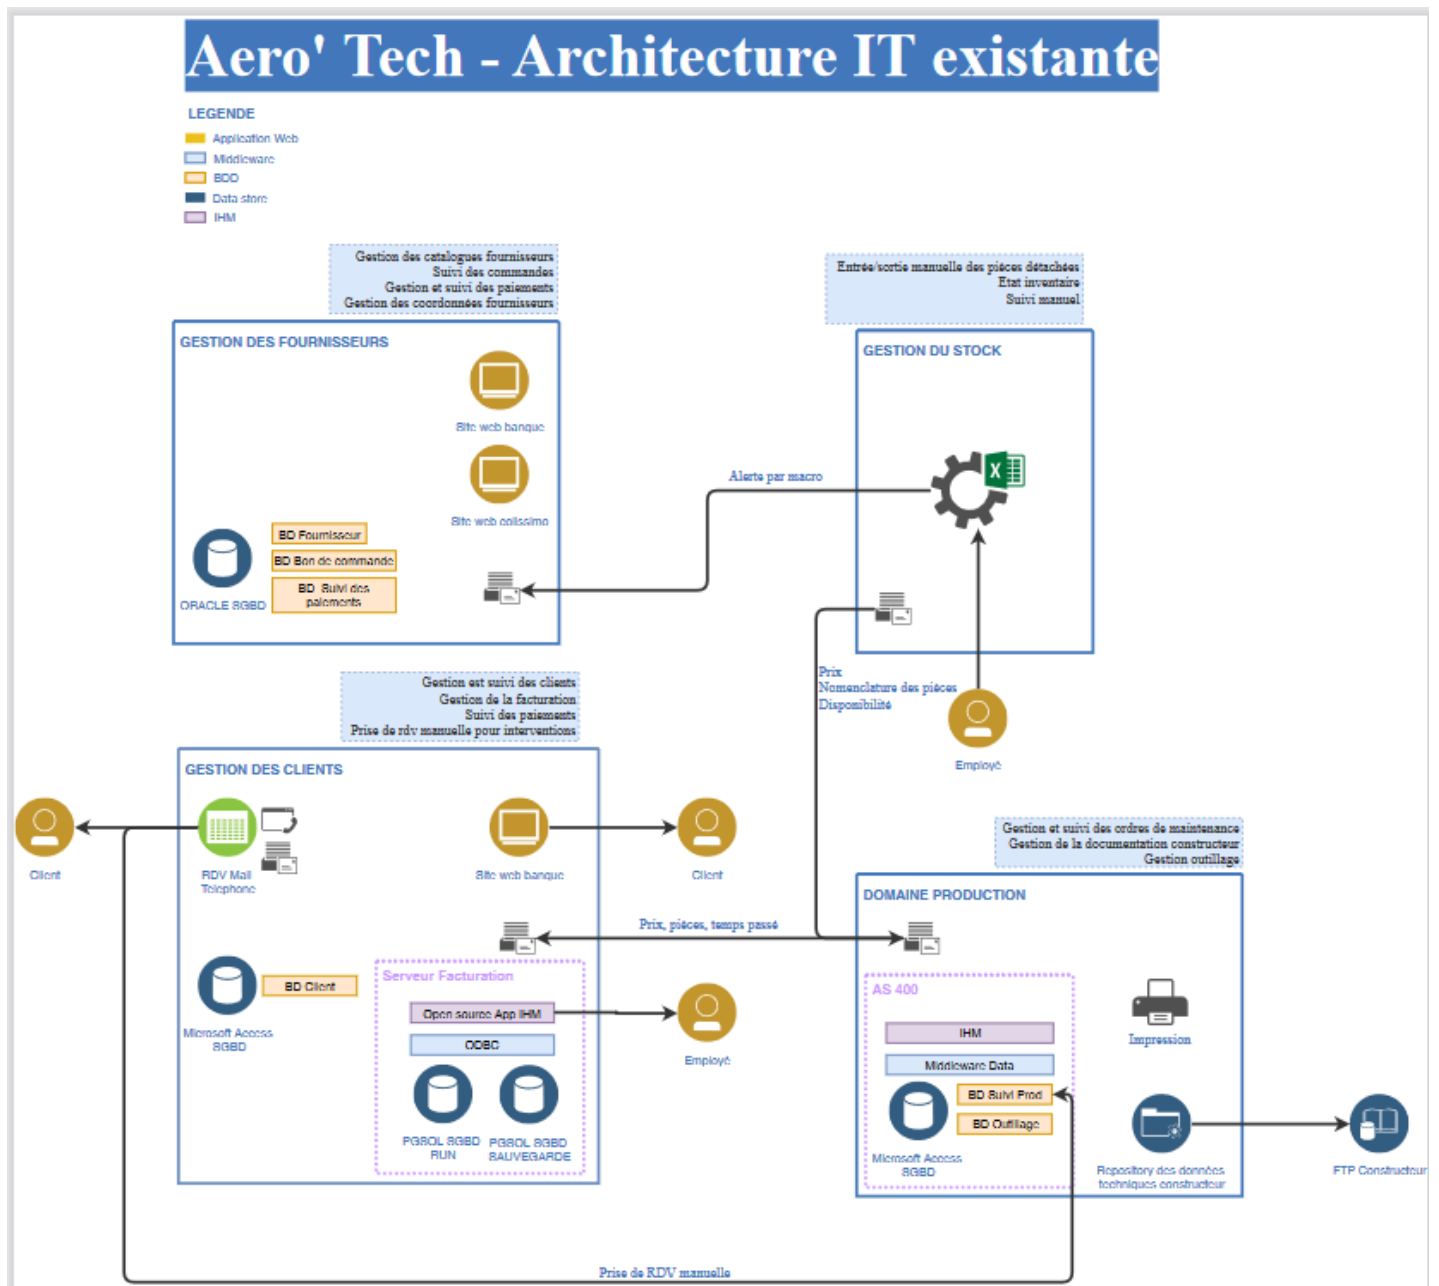 Aero' Tech - Architecture IT existante
LEGENDE
Application Web
Middleware
BDD
Data store
IHM
Gestion des catalogues fournisseurs
Suivi des commandes
Gestion et suivi des paiements
Gestion des coordonnées fournisseurs
Entrée/sortie manuelle des pièces détachées
Etat inventaire
Suivi manuel
GESTION DES FOURNISSEURS
Site web banque
Site web colissimo
BD Fournisseur
BD Bon de commande
BD Suivi des
paiements
ORACLE SGBD
GESTION DU STOCK
X
Alerte par macro
Prix
Nomenclature des pièces
Disponibilité
Employé
Gestion est suivi des clients
Gestion de la facturation
Suivi des paiements
Prise de rdv manuelle pour interventions
GESTION DES CLIENTS
Client
RDV Mail
Telephone
Site web banque
Client
Prix, pièces, temps passé
BD Client
Microsoft Access
SGBD
Serveur Facturation
Open source App IHM
ODBC
PGSQL SGBD
RUN
PGSQL SGBD
SAUVEGARDE
Employé
Gestion et suivi des ordres de maintenance
Gestion de la documentation constructeur
Gestion outillage
DOMAINE PRODUCTION
AS 400
IHM
Middleware Data
BD Suivi Prod
BD Outillage
Microsoft Access
SGBD
Impression
Repository des données
techniques constructeur
FTP Constructeur
Prise de RDV manuelle